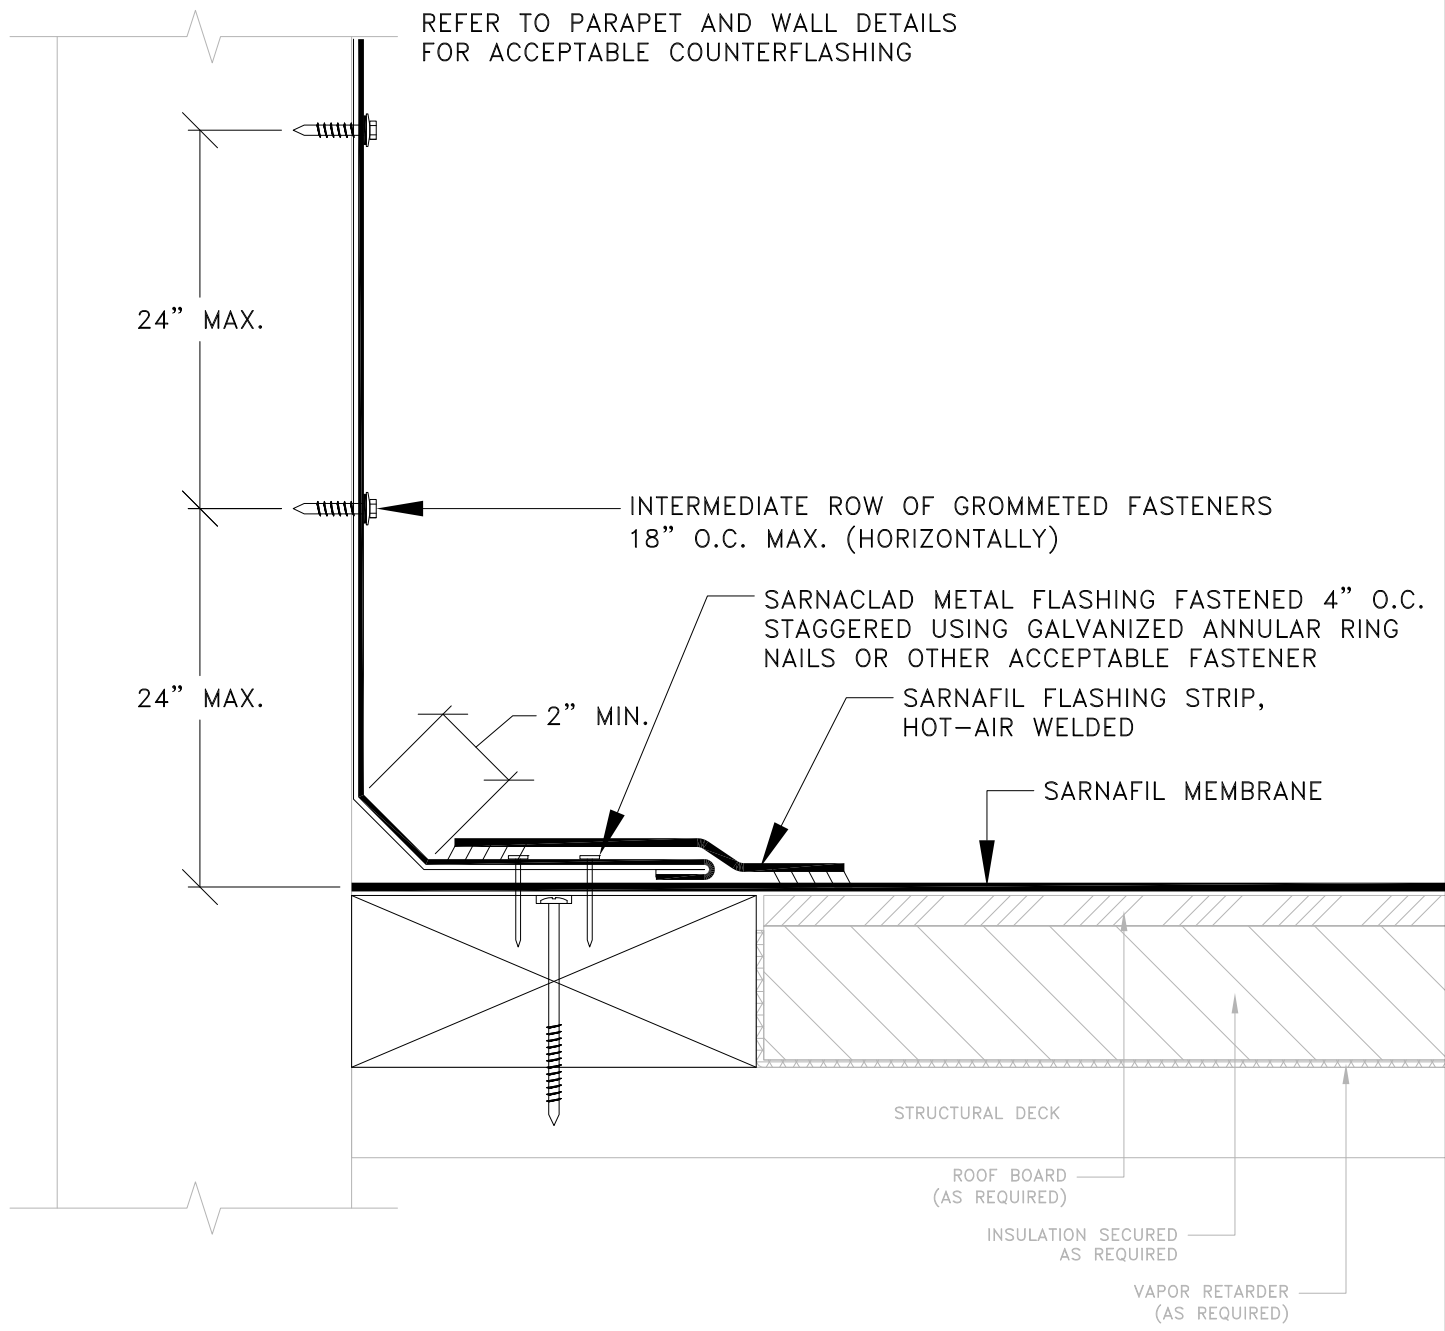 REFER TO PARAPET AND WALL DETAILS
FOR ACCEPTABLE COUNTERFLASHING
24” MAX.
INTERMEDIATE ROW OF GROMMETED FASTENERS
18” O.C. MAX. (HORIZONTALLY)
SARNACLAD METAL FLASHING FASTENED 4” O.C.
STAGGERED USING GALVANIZED ANNULAR RING
NAILS OR OTHER ACCEPTABLE FASTENER
24” MAX.
2” MIN.
SARNAFIL FLASHING STRIP,
HOT-AIR WELDED
SARNAFIL MEMBRANE
STRUCTURAL DECK
ROOF BOARD
(AS REQUIRED)
INSULATION SECURED
AS REQUIRED
VAPOR RETARDER
(AS REQUIRED)